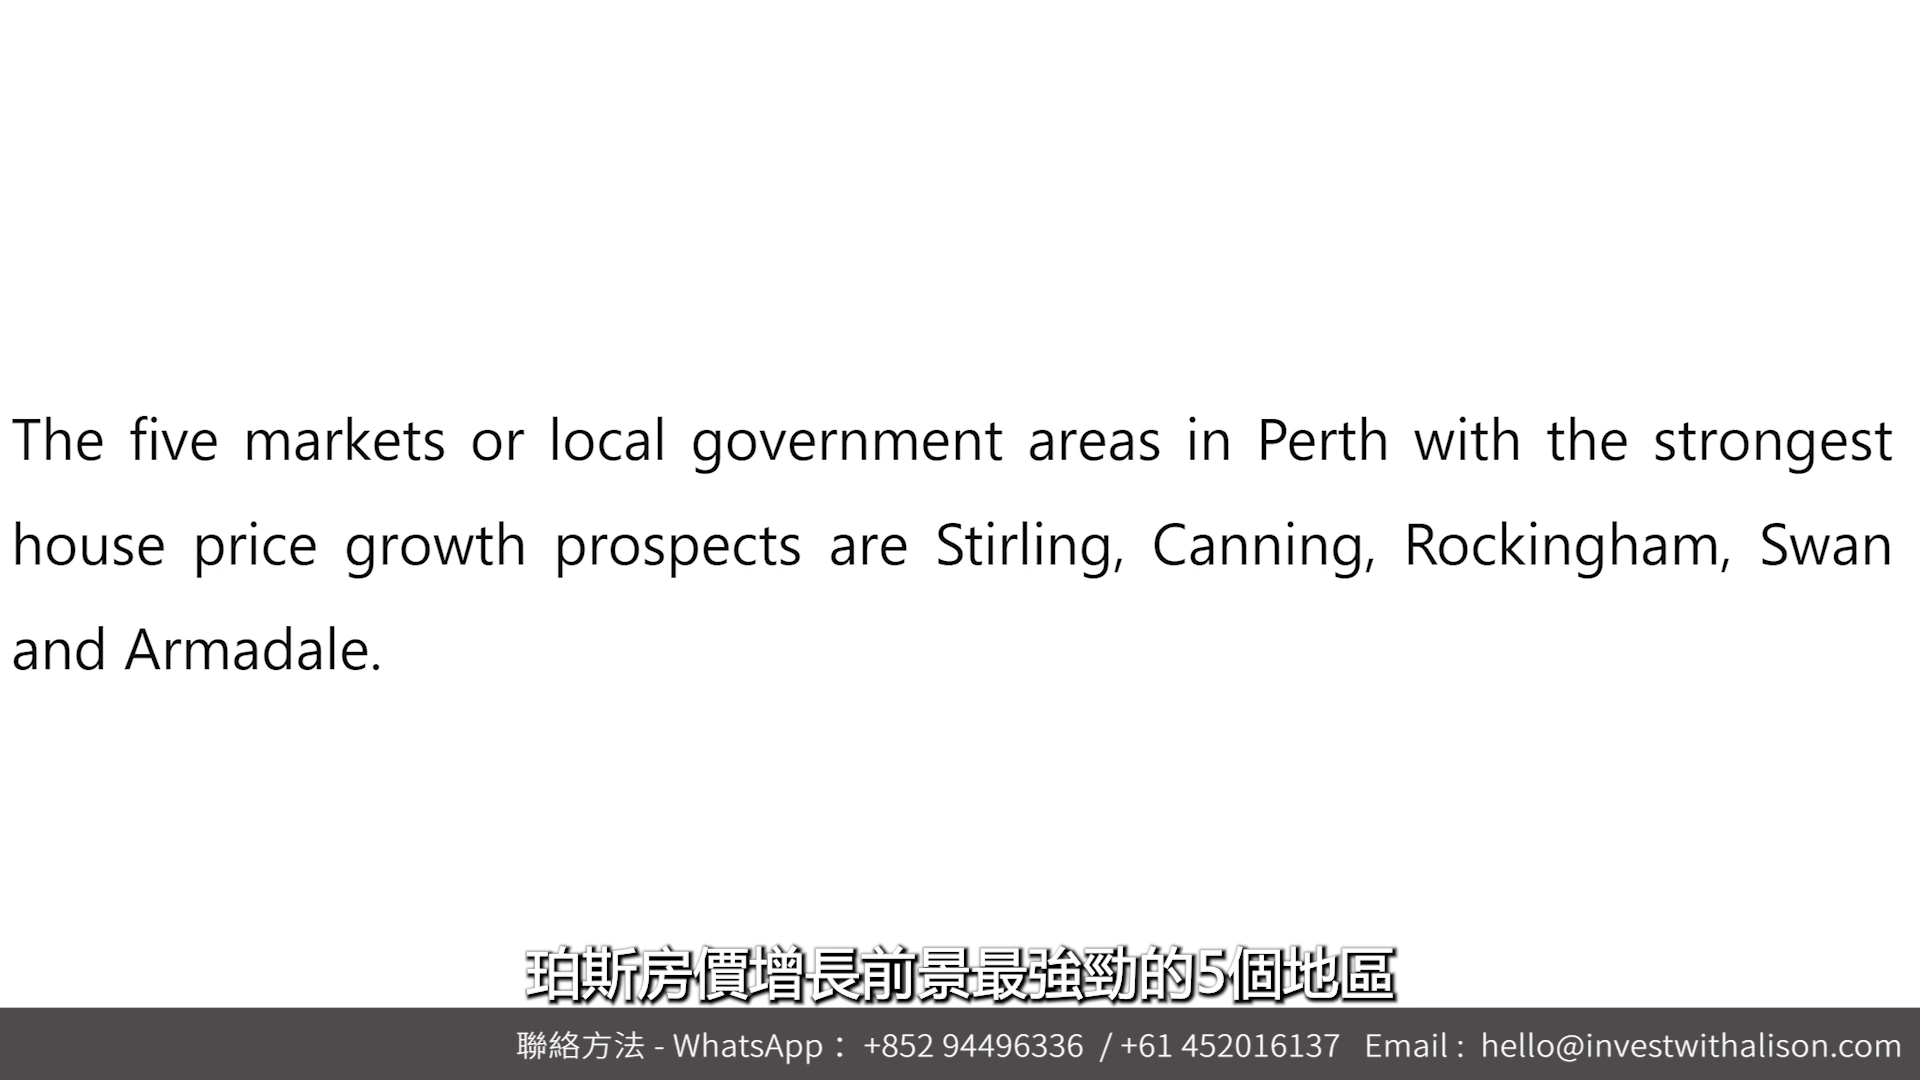 The five markets or local government areas in Perth with the strongest
house price growth prospects are Stirling, Canning, Rockingham, Swan
and Armadale.
珀斯房價增長前景最強勁的5個地區
聯絡方法 - WhatsApp： +852 94496336 / +61 452016137 Email : hello@investwithalison.com